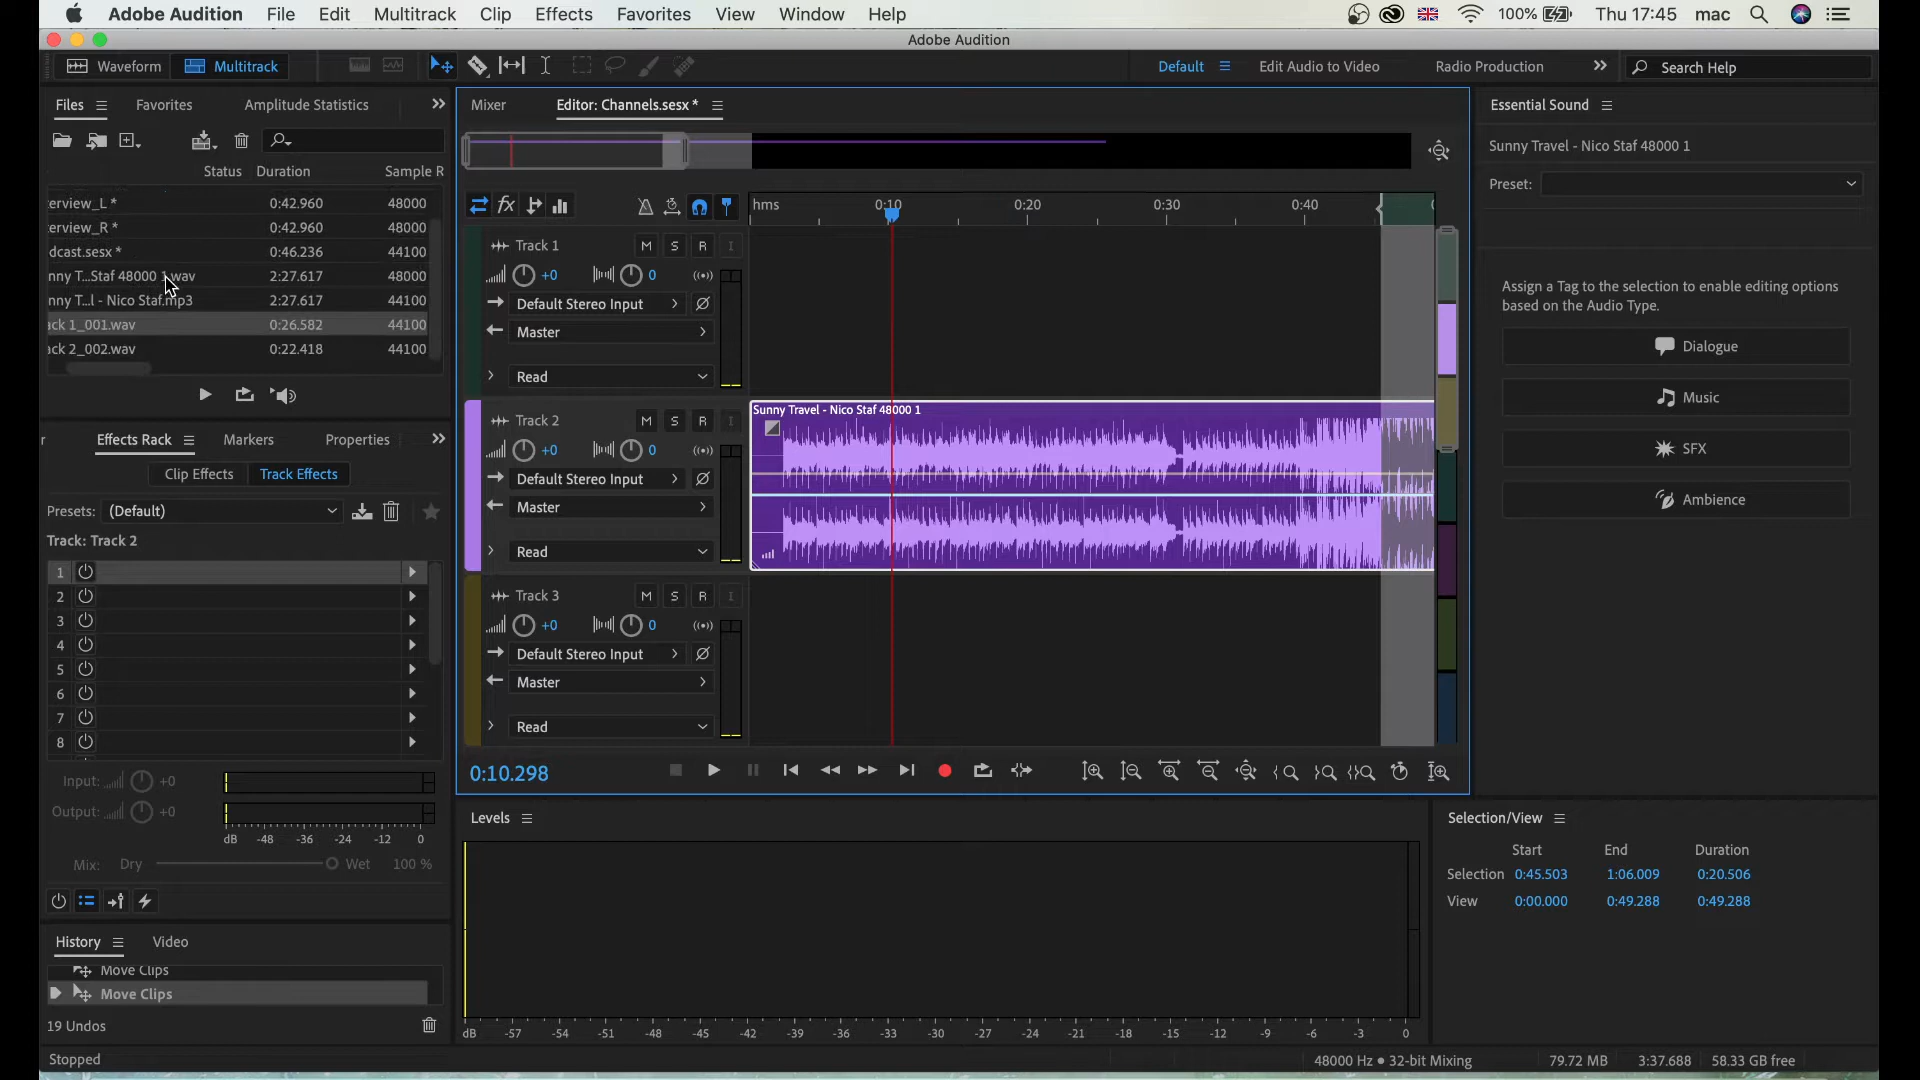 Adobe Audition File Edit Multitrack Clip Effects Favorites View Window Help 100% Thu 17:45 mac
Adobe Audition
Waveform Multitrack Default Edit Audio to Video Radio Production Search Help
Files Favorites Amplitude Statistics
Status Duration Sample R
erview_L * 0:42.960 48000
erview_R * 0:42.960 48000
dcast.sesx * 0:46.236 44100
nny T...Staf 48000 1.wav 2:27.617 48000
nny T...l - Nico Staf.mp3 2:27.617 44100
ack 1_001.wav 0:26.582 44100
ack 2_002.wav 0:22.418 44100
Effects Rack Markers Properties
Clip Effects Track Effects
Presets: (Default)
Track: Track 2
1
2
3
4
5
6
7
8
Input: +0
Output: +0
dB -48 -36 -24 -12 0
Mix: Dry Wet 100 %
History Video
Move Clips
Move Clips
19 Undos
Stopped
Mixer Editor: Channels.sesx *
fx hms 0:10 0:20 0:30 0:40
Track 1 M S R I
+0 0
Default Stereo Input
Master
Read
Track 2 M S R I
+0 0
Default Stereo Input
Master
Read
Sunny Travel - Nico Staf 48000 1
Track 3 M S R I
+0 0
Default Stereo Input
Master
Read
0:10.298
Levels
dB -57 -54 -51 -48 -45 -42 -39 -36 -33 -30 -27 -24 -21 -18 -15 -12 -9 -6 -3 0
Essential Sound
Sunny Travel - Nico Staf 48000 1
Preset:
Assign a Tag to the selection to enable editing options
based on the Audio Type.
Dialogue
Music
SFX
Ambience
Selection/View
Start End Duration
Selection 0:45.503 1:06.009 0:20.506
View 0:00.000 0:49.288 0:49.288
48000 Hz • 32-bit Mixing 79.72 MB 3:37.688 58.33 GB free